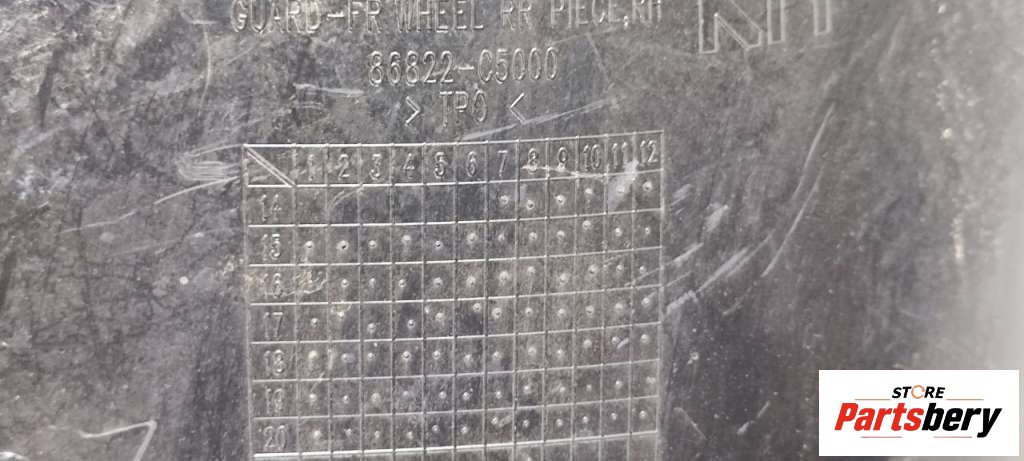 GUARD-FR WHEEL RR PIECE,RH
86822-C5000
> TPO <
RH
1 2 3 4 5 6 7 8 9 10 11 12
14
15
16
17
18
19
20
STORE
Partsbery